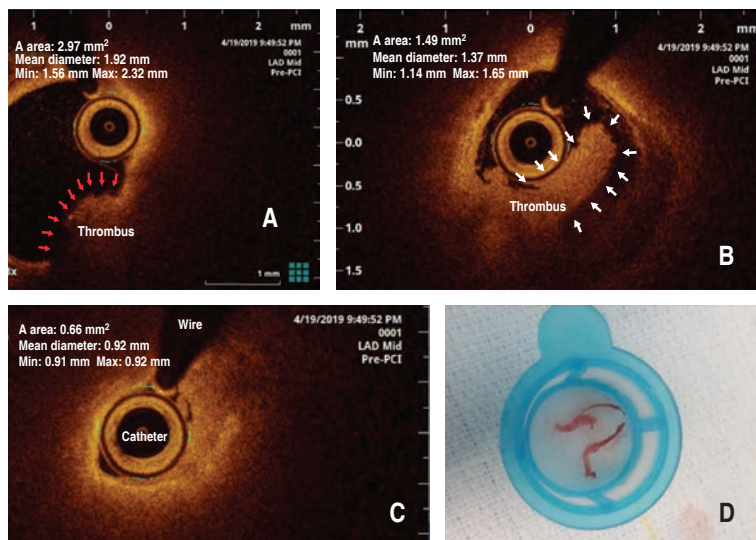 1 0 1 2 mm
A area: 2.97 mm²
Mean diameter: 1.92 mm
Min: 1.56 mm Max: 2.32 mm
4/19/2019 9:49:52 PM
0001
LAD Mid
Pre-PCI
Thrombus
A
1 mm
2 1 0 1 2 mm
mm
A area: 1.49 mm²
Mean diameter: 1.37 mm
Min: 1.14 mm Max: 1.65 mm
4/19/2019 9:49:52 PM
0001
LAD Mid
Pre-PCI
0.5
0.0
0.5
1.0
1.5
Thrombus
B
A area: 0.66 mm²
Mean diameter: 0.92 mm
Min: 0.91 mm Max: 0.92 mm
Wire
4/19/2019 9:49:52 PM
0001
LAD Mid
Pre-PCI
Catheter
C
D